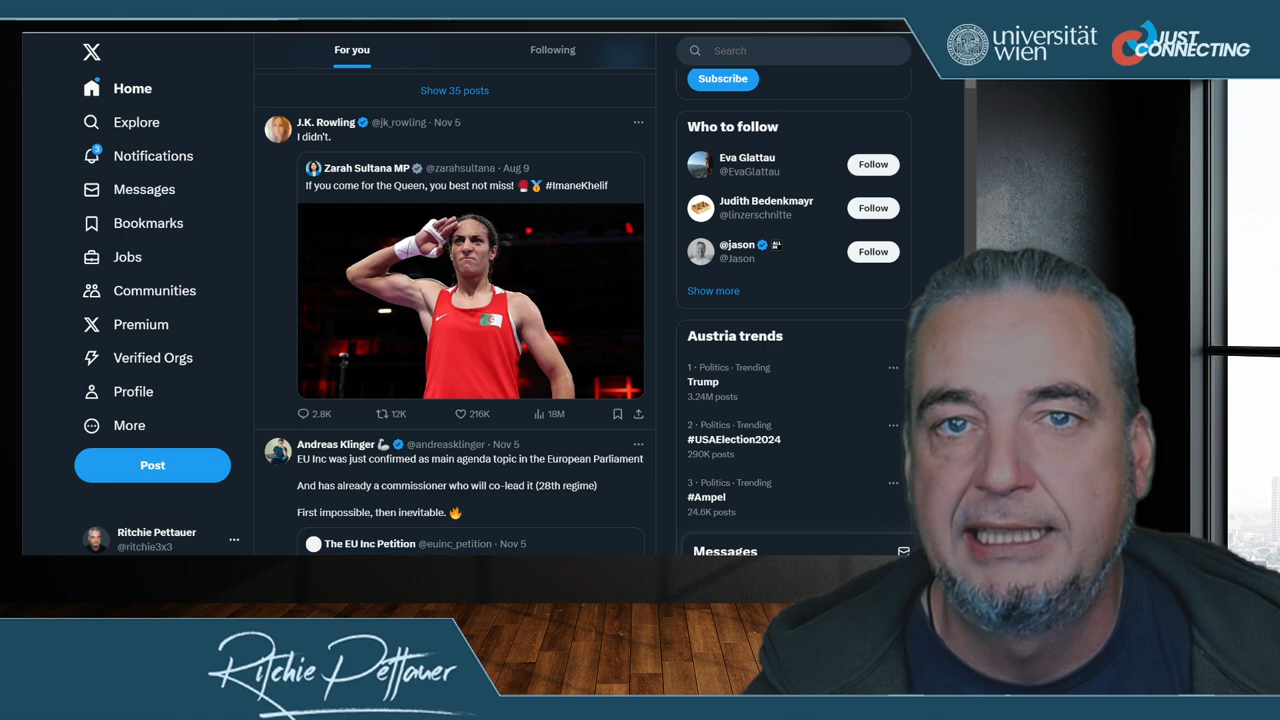 universität
wien
JUST
CONNECTING
Home
Explore
Notifications
3
Messages
Bookmarks
Jobs
Communities
Premium
Verified Orgs
Profile
More
Post
Ritchie Pettauer
@ritchie3x3
For you
Following
Show 35 posts
J.K. Rowling @jk_rowling · Nov 5
I didn't.
Zarah Sultana MP @zarahsultana · Aug 9
If you come for the Queen, you best not miss! 🥊🏅 #ImaneKhelif
2.8K 12K 216K 18M
Andreas Klinger 🦾 @andreasklinger · Nov 5
EU Inc was just confirmed as main agenda topic in the European Parliament
And has already a commissioner who will co-lead it (28th regime)
First impossible, then inevitable. 🔥
The EU Inc Petition @euinc_petition · Nov 5
Search
Subscribe
Who to follow
Eva Glattau
@EvaGlattau
Follow
Judith Bedenkmayr
@linzerschnitte
Follow
@jason
@Jason
Follow
Show more
Austria trends
1 · Politics · Trending
Trump
3.24M posts
2 · Politics · Trending
#USAElection2024
290K posts
3 · Politics · Trending
#Ampel
24.6K posts
Messages
Ritchie Pettauer